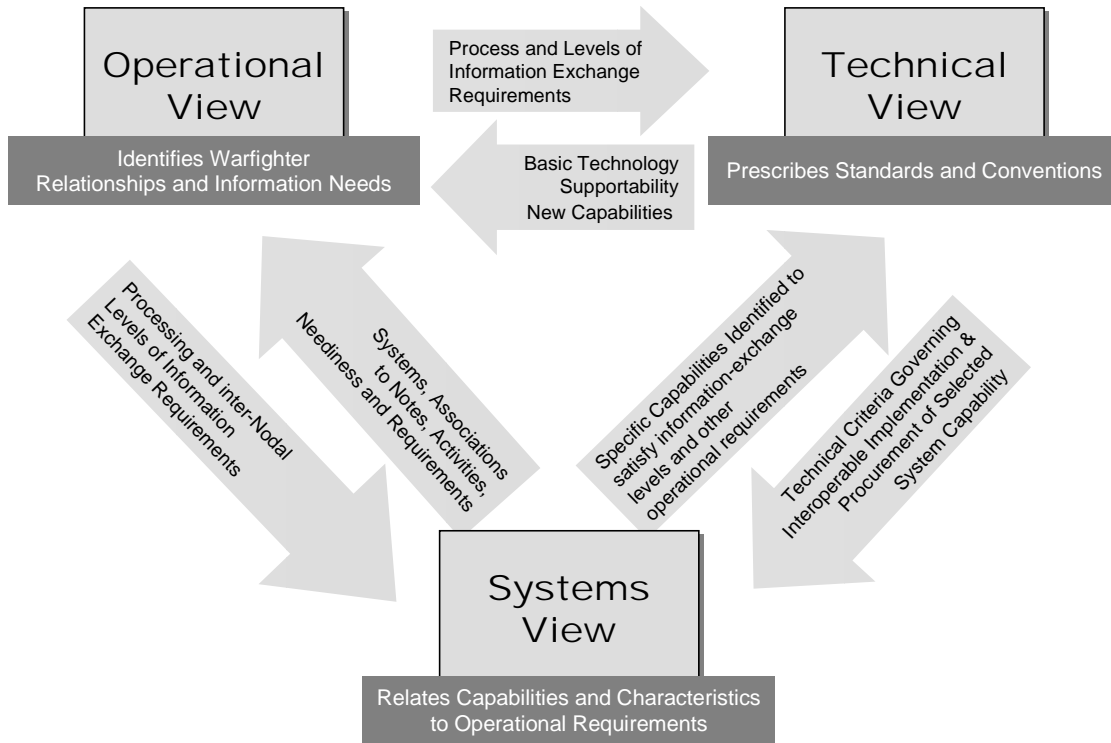 Operational
View
Identifies Warfighter
Relationships and Information Needs
Process and Levels of
Information Exchange
Requirements
Basic Technology
Supportability
New Capabilities
Technical
View
Prescribes Standards and Conventions
Processing and inter-Nodal
Levels of Information
Exchange Requirements
Systems, Associations
to Notes, Activities,
Neediness and Requirements
Specific Capabilities Identified to
satisfy information-exchange
levels and other
operational requirements
Technical Criteria Governing
Interoperable Implementation &
Procurement of Selected
System Capability
Systems
View
Relates Capabilities and Characteristics
to Operational Requirements